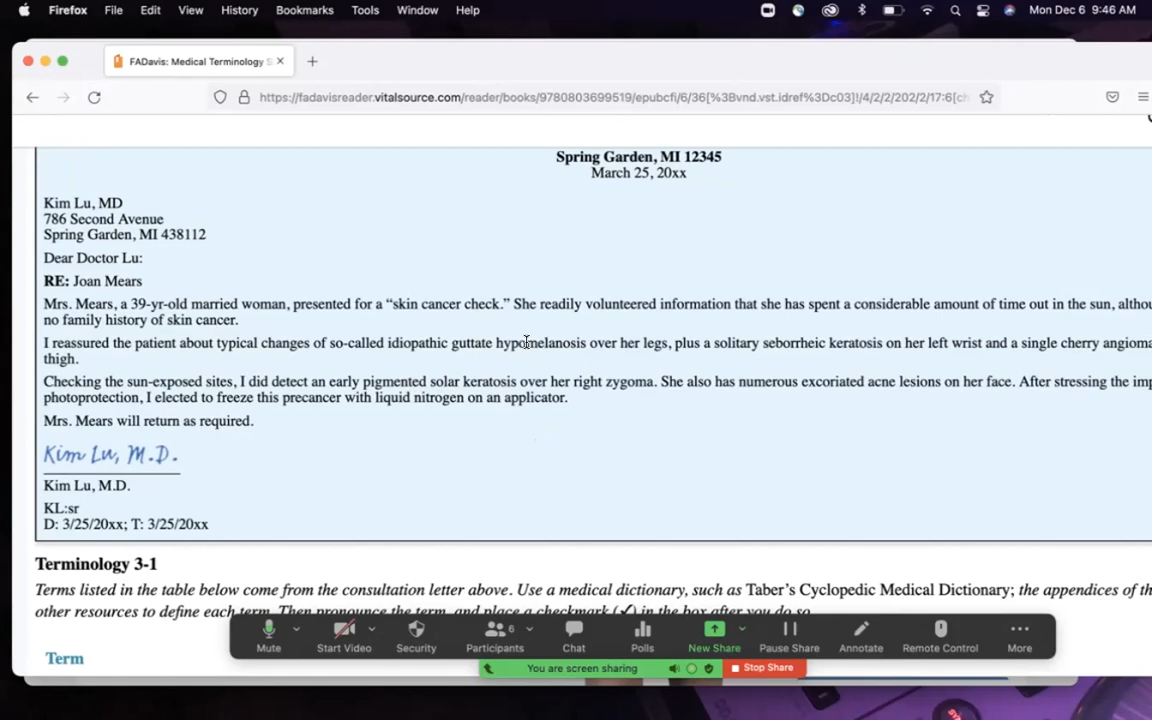 Firefox File Edit View History Bookmarks Tools Window Help Mon Dec 6 9:46 AM
FADavis: Medical Terminology S
https://fadavisreader.vitalsource.com/reader/books/9780803699519/epubcfi/6/36[%3Bvnd.vst.idref%3Dc03]!/4/2/2/202/2/17:6[ch
Spring Garden, MI 12345
March 25, 20xx
Kim Lu, MD
786 Second Avenue
Spring Garden, MI 438112
Dear Doctor Lu:
RE: Joan Mears
Mrs. Mears, a 39-yr-old married woman, presented for a “skin cancer check.” She readily volunteered information that she has spent a considerable amount of time out in the sun, althou
no family history of skin cancer.
I reassured the patient about typical changes of so-called idiopathic guttate hypomelanosis over her legs, plus a solitary seborrheic keratosis on her left wrist and a single cherry angioma
thigh.
Checking the sun-exposed sites, I did detect an early pigmented solar keratosis over her right zygoma. She also has numerous excoriated acne lesions on her face. After stressing the imp
photoprotection, I elected to freeze this precancer with liquid nitrogen on an applicator.
Mrs. Mears will return as required.
Kim Lu, M.D.
Kim Lu, M.D.
KL:sr
D: 3/25/20xx; T: 3/25/20xx
Terminology 3-1
Terms listed in the table below come from the consultation letter above. Use a medical dictionary, such as Taber’s Cyclopedic Medical Dictionary; the appendices of th
other resources to define each term. Then pronounce the term, and place a checkmark (✓) in the box after you do so.
Term
6
Mute Start Video Security Participants Chat Polls New Share Pause Share Annotate Remote Control More
You are screen sharing Stop Share